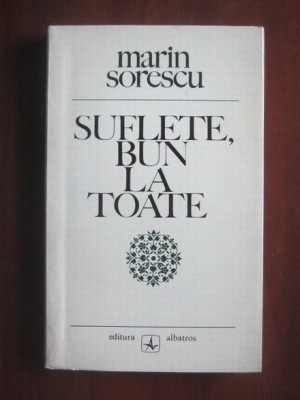 marin
sorescu
SUFLETE,
BUN
LA
TOATE
editura albatros